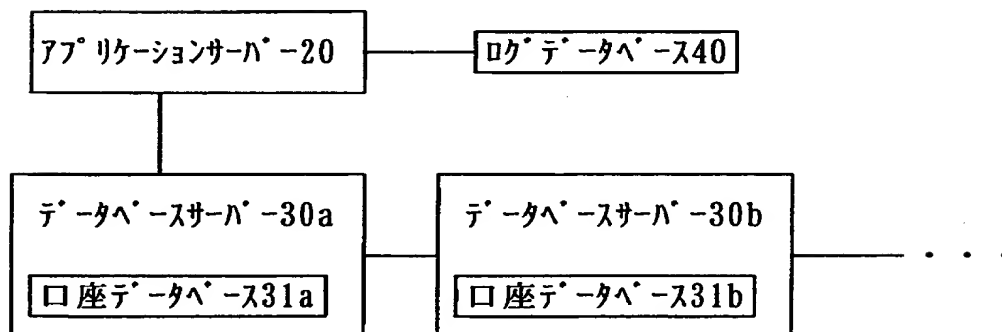 アプリケーションサーバー20
ログデータベース40
データベースサーバー30a
データベースサーバー30b
口座データベース31a
口座データベース31b